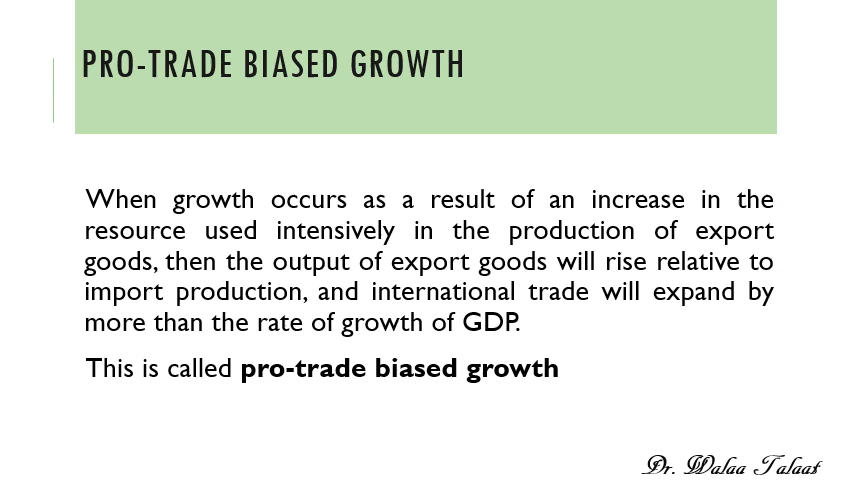 PRO-TRADE BIASED GROWTH
When growth occurs as a result of an increase in the
resource used intensively in the production of export
goods, then the output of export goods will rise relative to
import production, and international trade will expand by
more than the rate of growth of GDP.
This is called pro-trade biased growth
Dr. Walaa Talaat